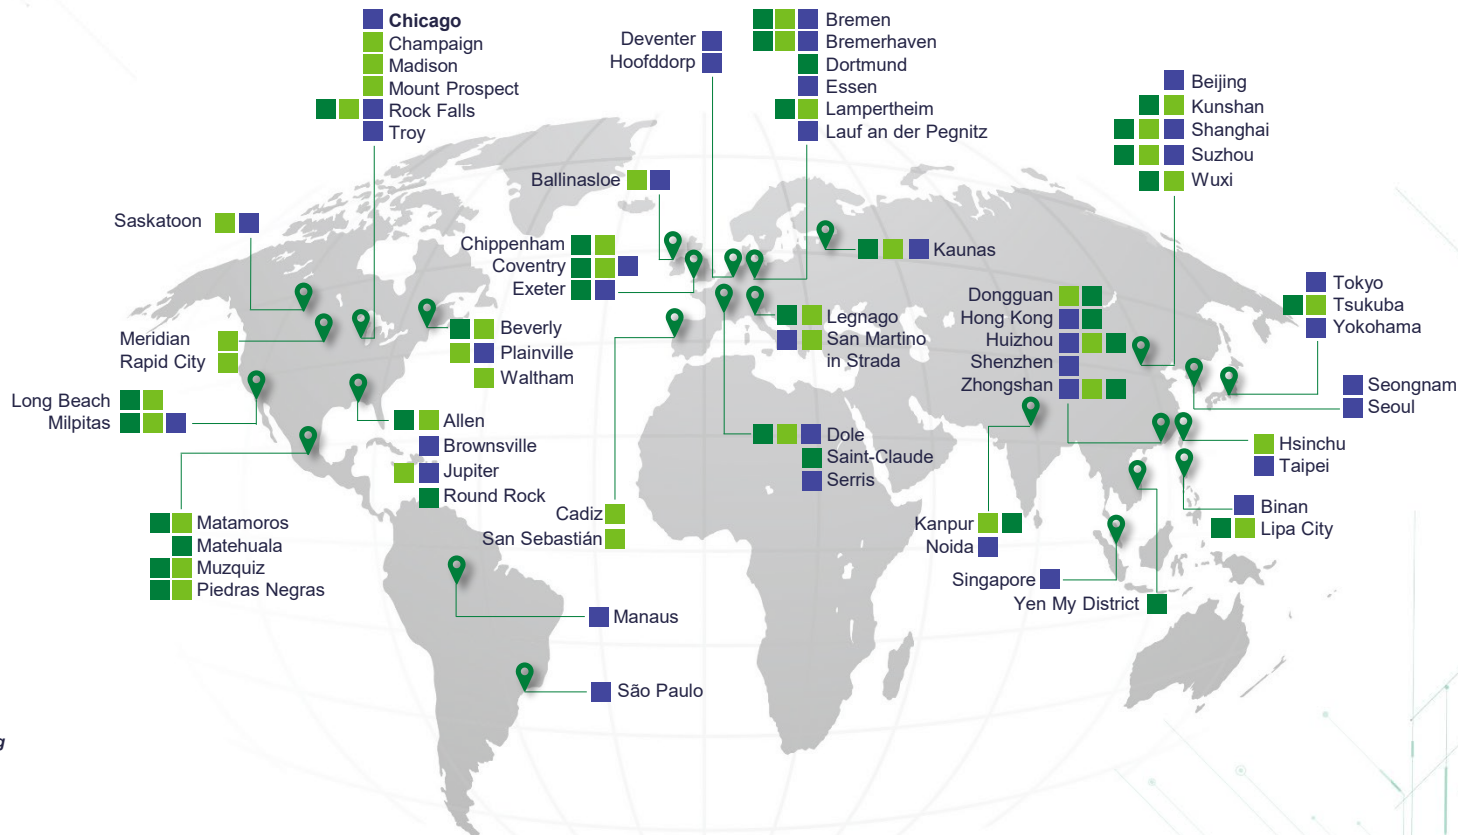 Chicago
Champaign
Madison
Mount Prospect
Rock Falls
Troy
Deventer
Hoofddorp
Bremen
Bremerhaven
Dortmund
Essen
Lampertheim
Lauf an der Pegnitz
Beijing
Kunshan
Shanghai
Suzhou
Wuxi
Ballinasloe
Saskatoon
Chippenham
Coventry
Exeter
Kaunas
Meridian
Rapid City
Beverly
Plainville
Waltham
Legnago
San Martino
in Strada
Dongguan
Hong Kong
Huizhou
Shenzhen
Zhongshan
Tokyo
Tsukuba
Yokohama
Long Beach
Milpitas
Seongnam
Seoul
Allen
Brownsville
Jupiter
Round Rock
Dole
Saint-Claude
Serris
Hsinchu
Taipei
Cadiz
San Sebastián
Matamoros
Matehuala
Muzquiz
Piedras Negras
Kanpur
Noida
Binan
Lipa City
Singapore
Yen My District
Manaus
São Paulo